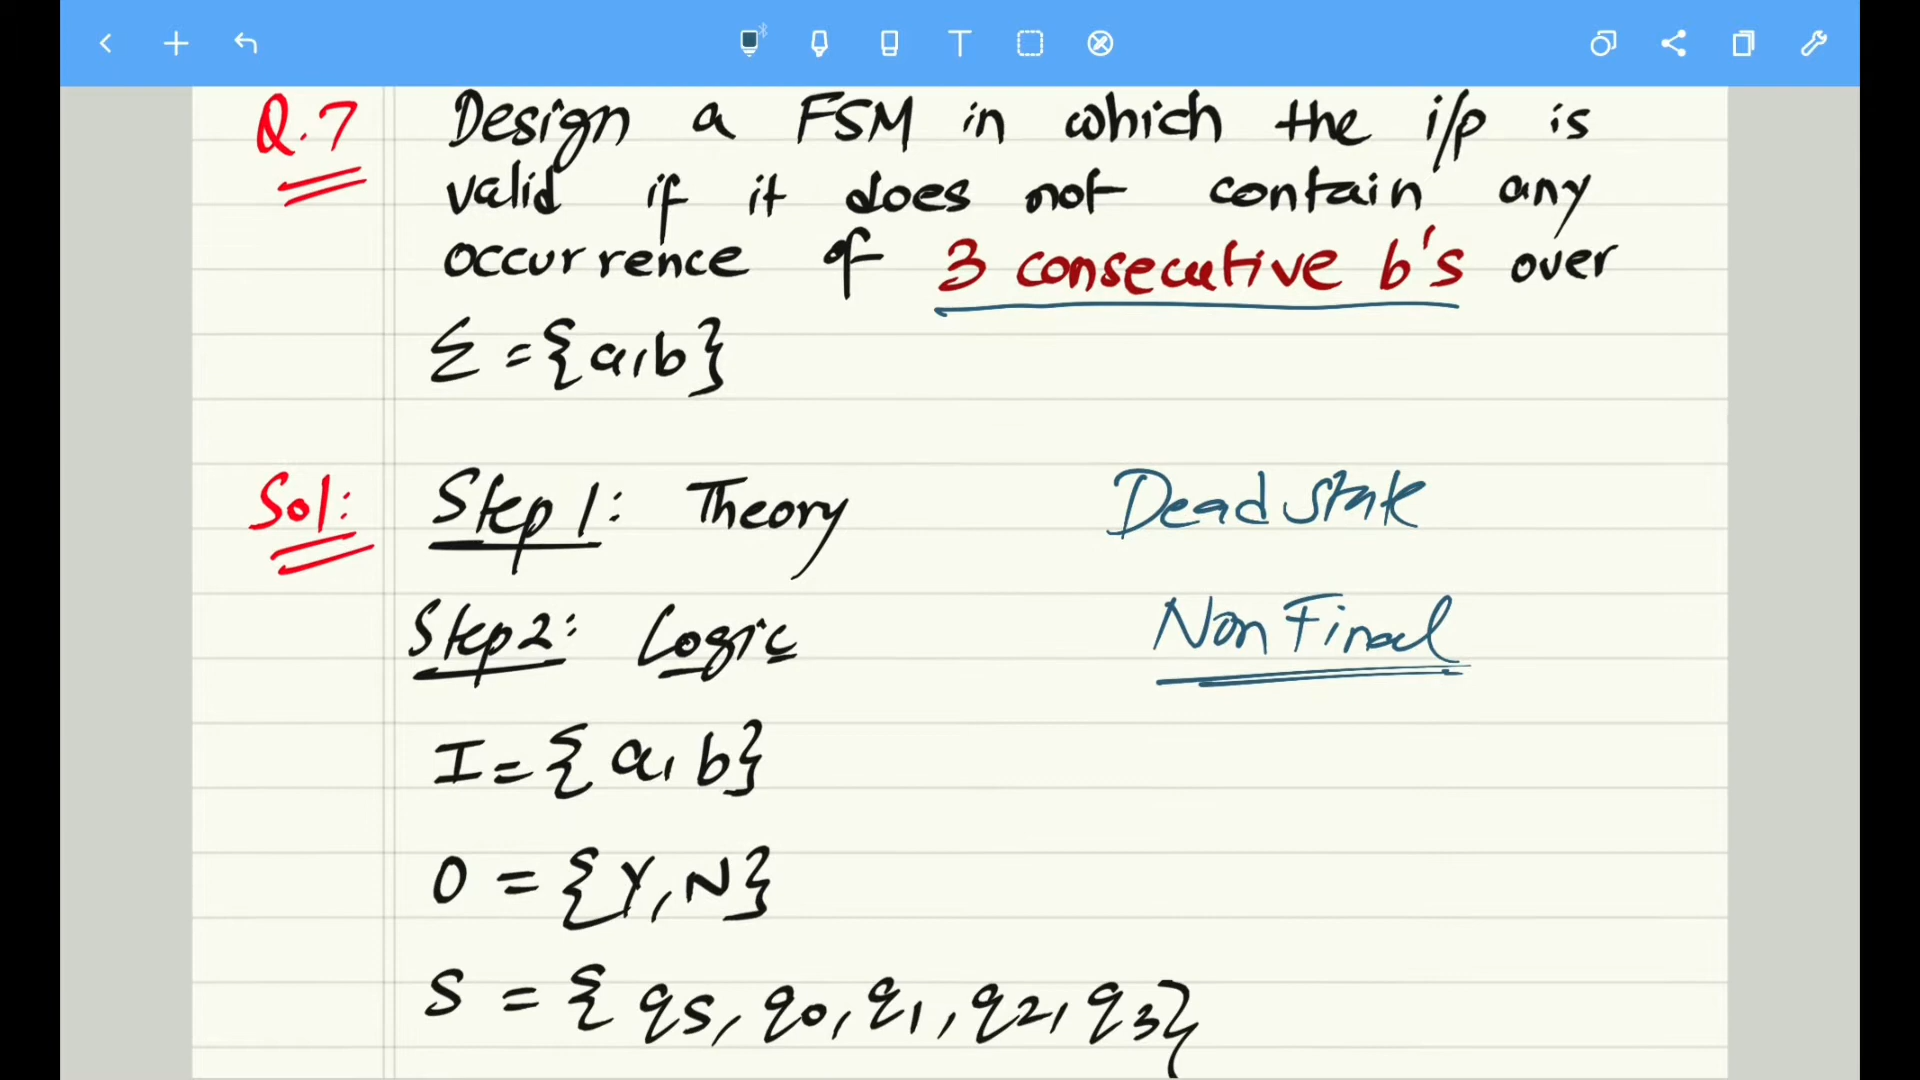 Q.7 Design a FSM in which the i/p is
valid if it does not contain any
occurrence of 3 consecutive b's over
Σ = {a,b}
Sol: Step 1: Theory
Dead state
Step 2: Logic
Non Final
I = {a, b}
O = {Y, N}
S = {qs, q0, q1, q2, q3}